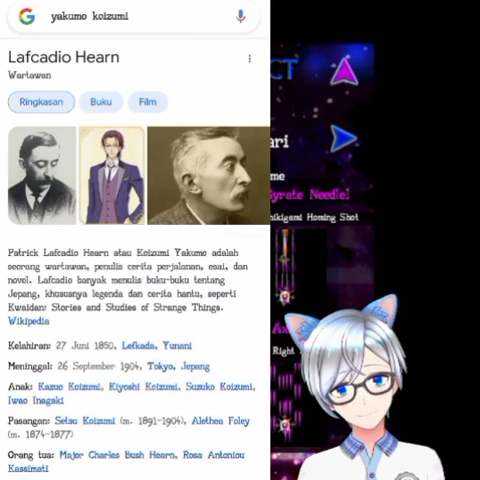 yakumo koizumi
Lafcadio Hearn
Wartawan
Ringkasan
Buku
Film
Patrick Lafcadio Hearn atau Koizumi Yakumo adalah
seorang wartawan, penulis cerita perjalanan, esai, dan
novel. Lafcadio banyak menulis buku-buku tentang
Jepang, khususnya legenda dan cerita hantu, seperti
Kwaidan: Stories and Studies of Strange Things.
Wikipedia
Kelahiran: 27 Juni 1850, Lefkada, Yunani
Meninggal: 26 September 1904, Tokyo, Jepang
Anak: Kazuo Koizumi, Kiyoshi Koizumi, Suzuko Koizumi,
Iwao Inagaki
Pasangan: Setsu Koizumi (m. 1891–1904), Alethea Foley
(m. 1874–1877)
Orang tua: Major Charles Bush Hearn, Rosa Antoniou
Kassimati
CT
ari
me
Gyrate Needle]
hikigami Homing Shot
Right